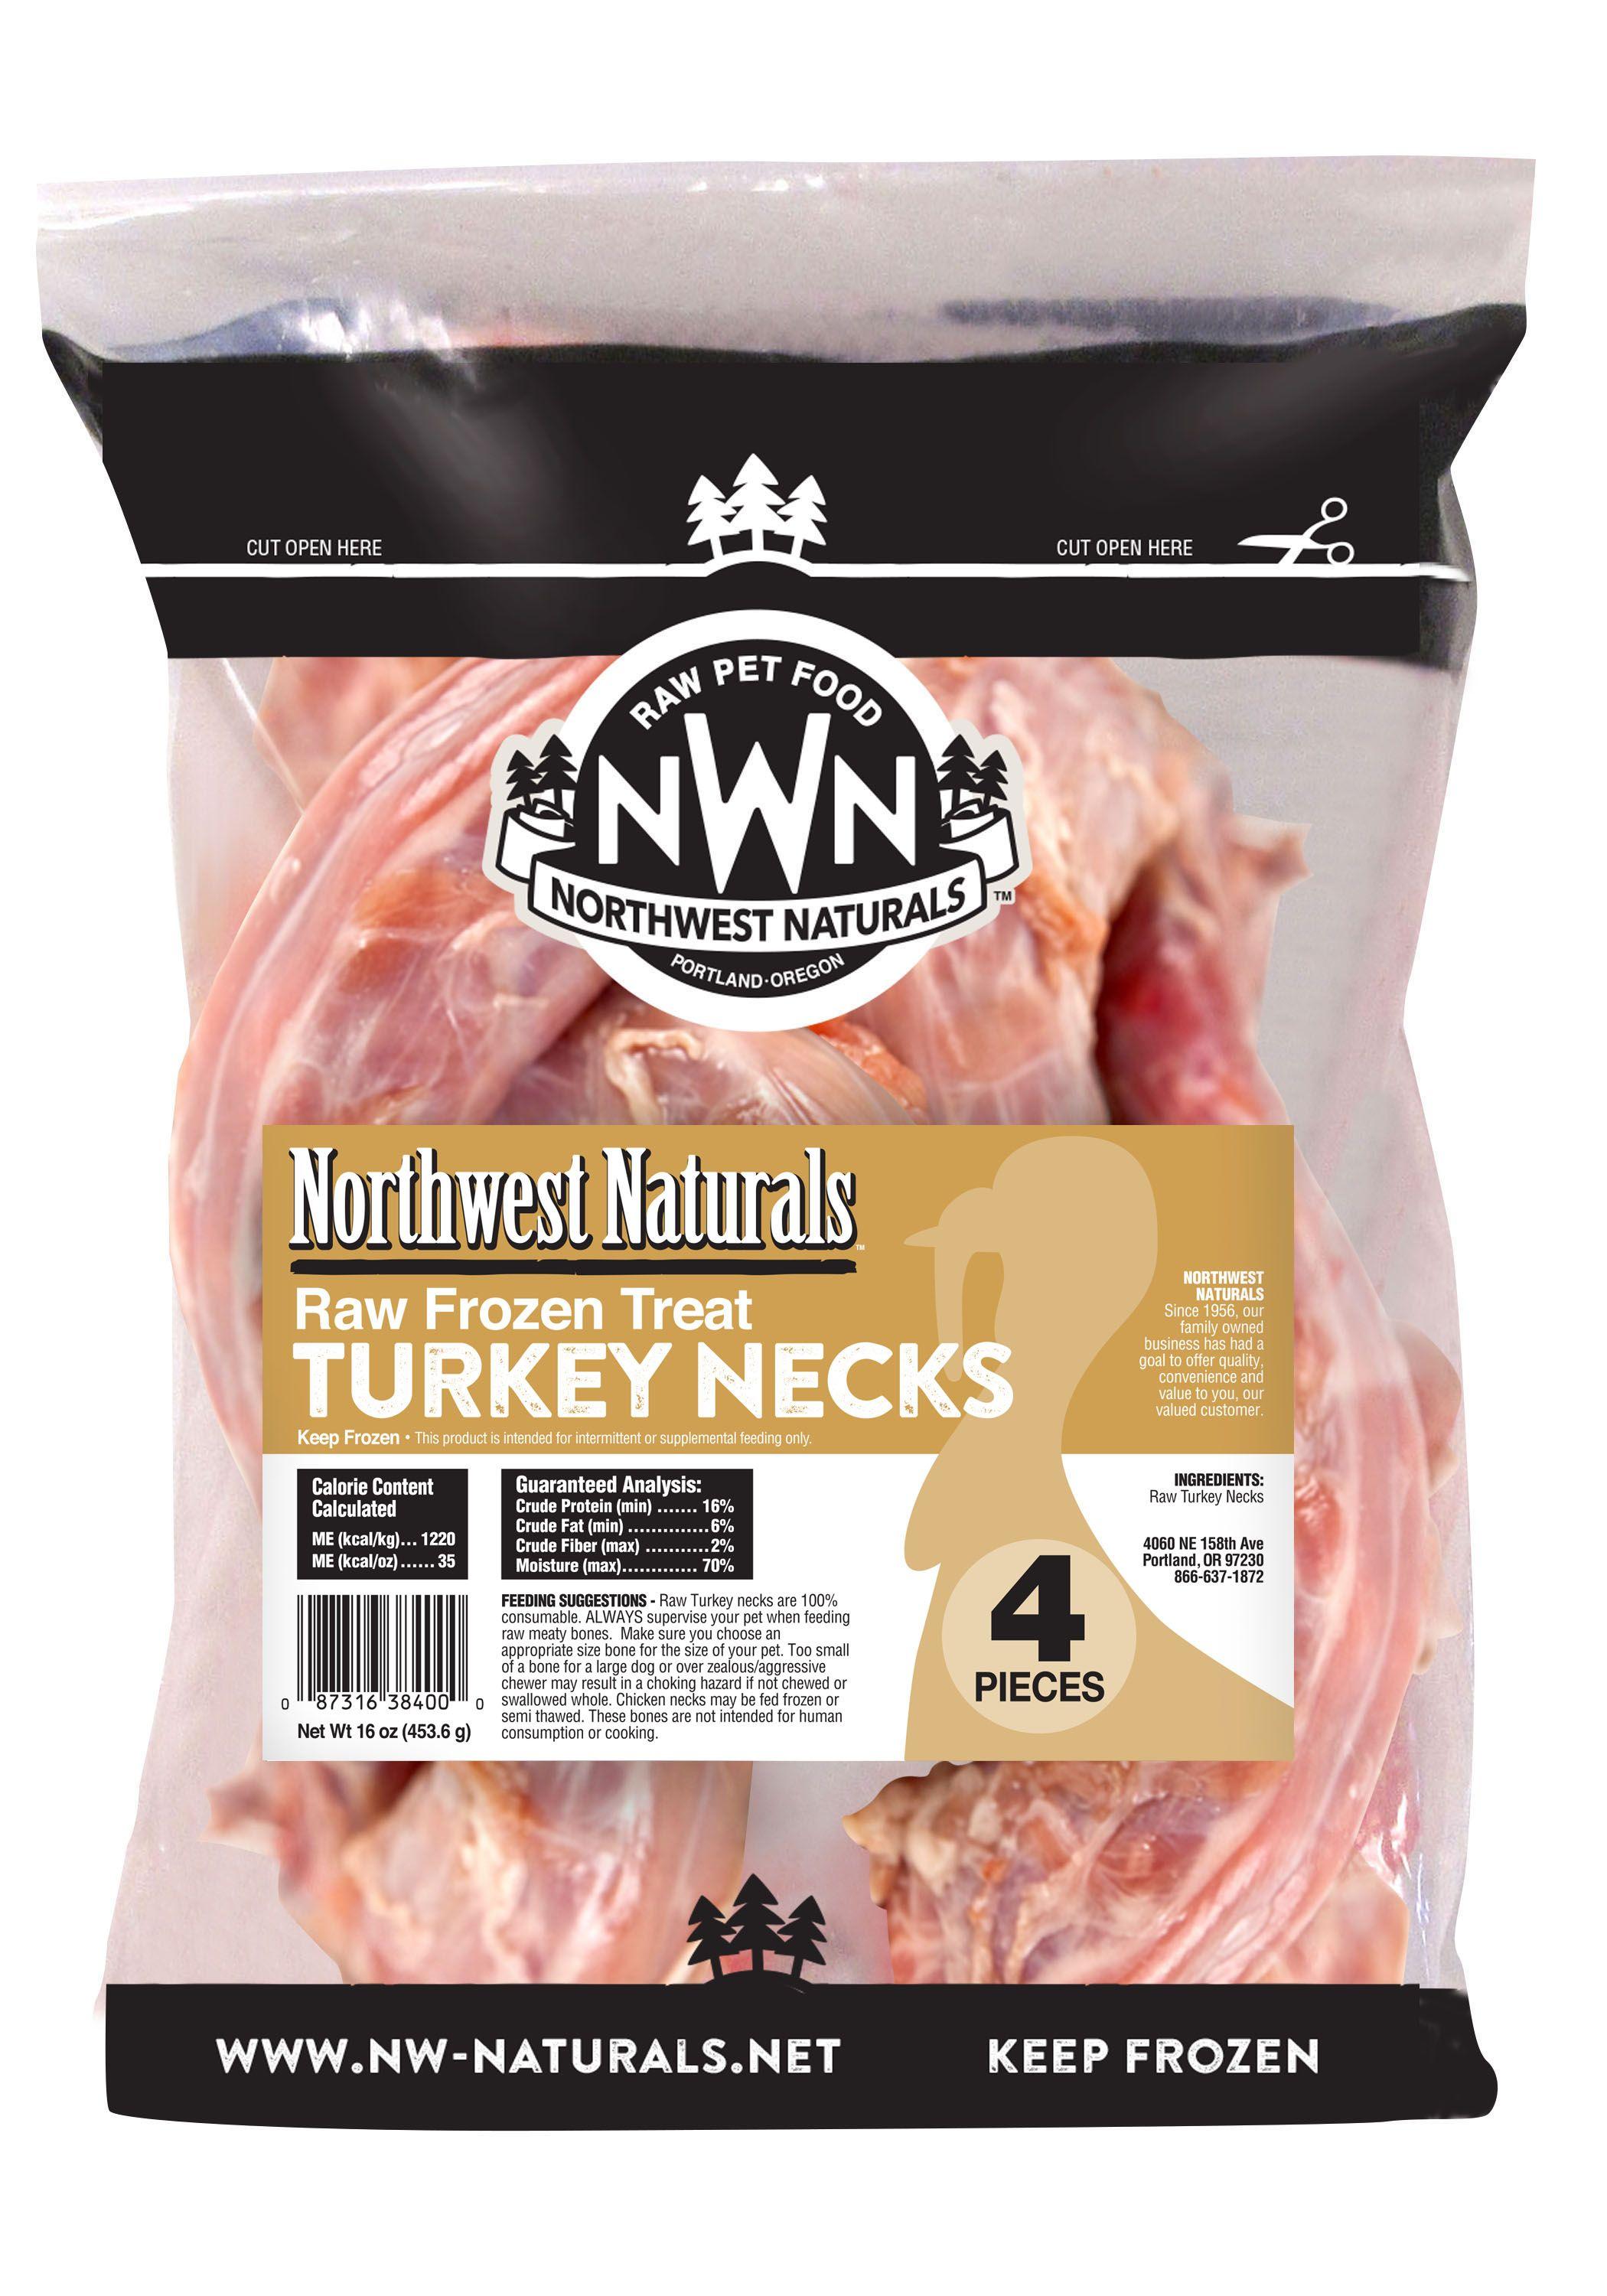 CUT OPEN HERE
CUT OPEN HERE
RAW PET FOOD
NWN
NORTHWEST NATURALS
TM
PORTLAND·OREGON
Northwest Naturals TM
Raw Frozen Treat
TURKEY NECKS
Keep Frozen • This product is intended for intermittent or supplemental feeding only.
NORTHWEST
NATURALS
Since 1956, our
family owned
business has had a
goal to offer quality,
convenience and
value to you, our
valued customer.
Calorie Content
Calculated
ME (kcal/kg)... 1220
ME (kcal/oz)...... 35
Guaranteed Analysis:
Crude Protein (min) ....... 16%
Crude Fat (min) ..............6%
Crude Fiber (max) ...........2%
Moisture (max)............. 70%
INGREDIENTS:
Raw Turkey Necks
4060 NE 158th Ave
Portland, OR 97230
866-637-1872
0 87316 38400 0
Net Wt 16 oz (453.6 g)
FEEDING SUGGESTIONS - Raw Turkey necks are 100%
consumable. ALWAYS supervise your pet when feeding
raw meaty bones. Make sure you choose an
appropriate size bone for the size of your pet. Too small
of a bone for a large dog or over zealous/aggressive
chewer may result in a choking hazard if not chewed or
swallowed whole. Chicken necks may be fed frozen or
semi thawed. These bones are not intended for human
consumption or cooking.
4
PIECES
WWW.NW-NATURALS.NET
KEEP FROZEN